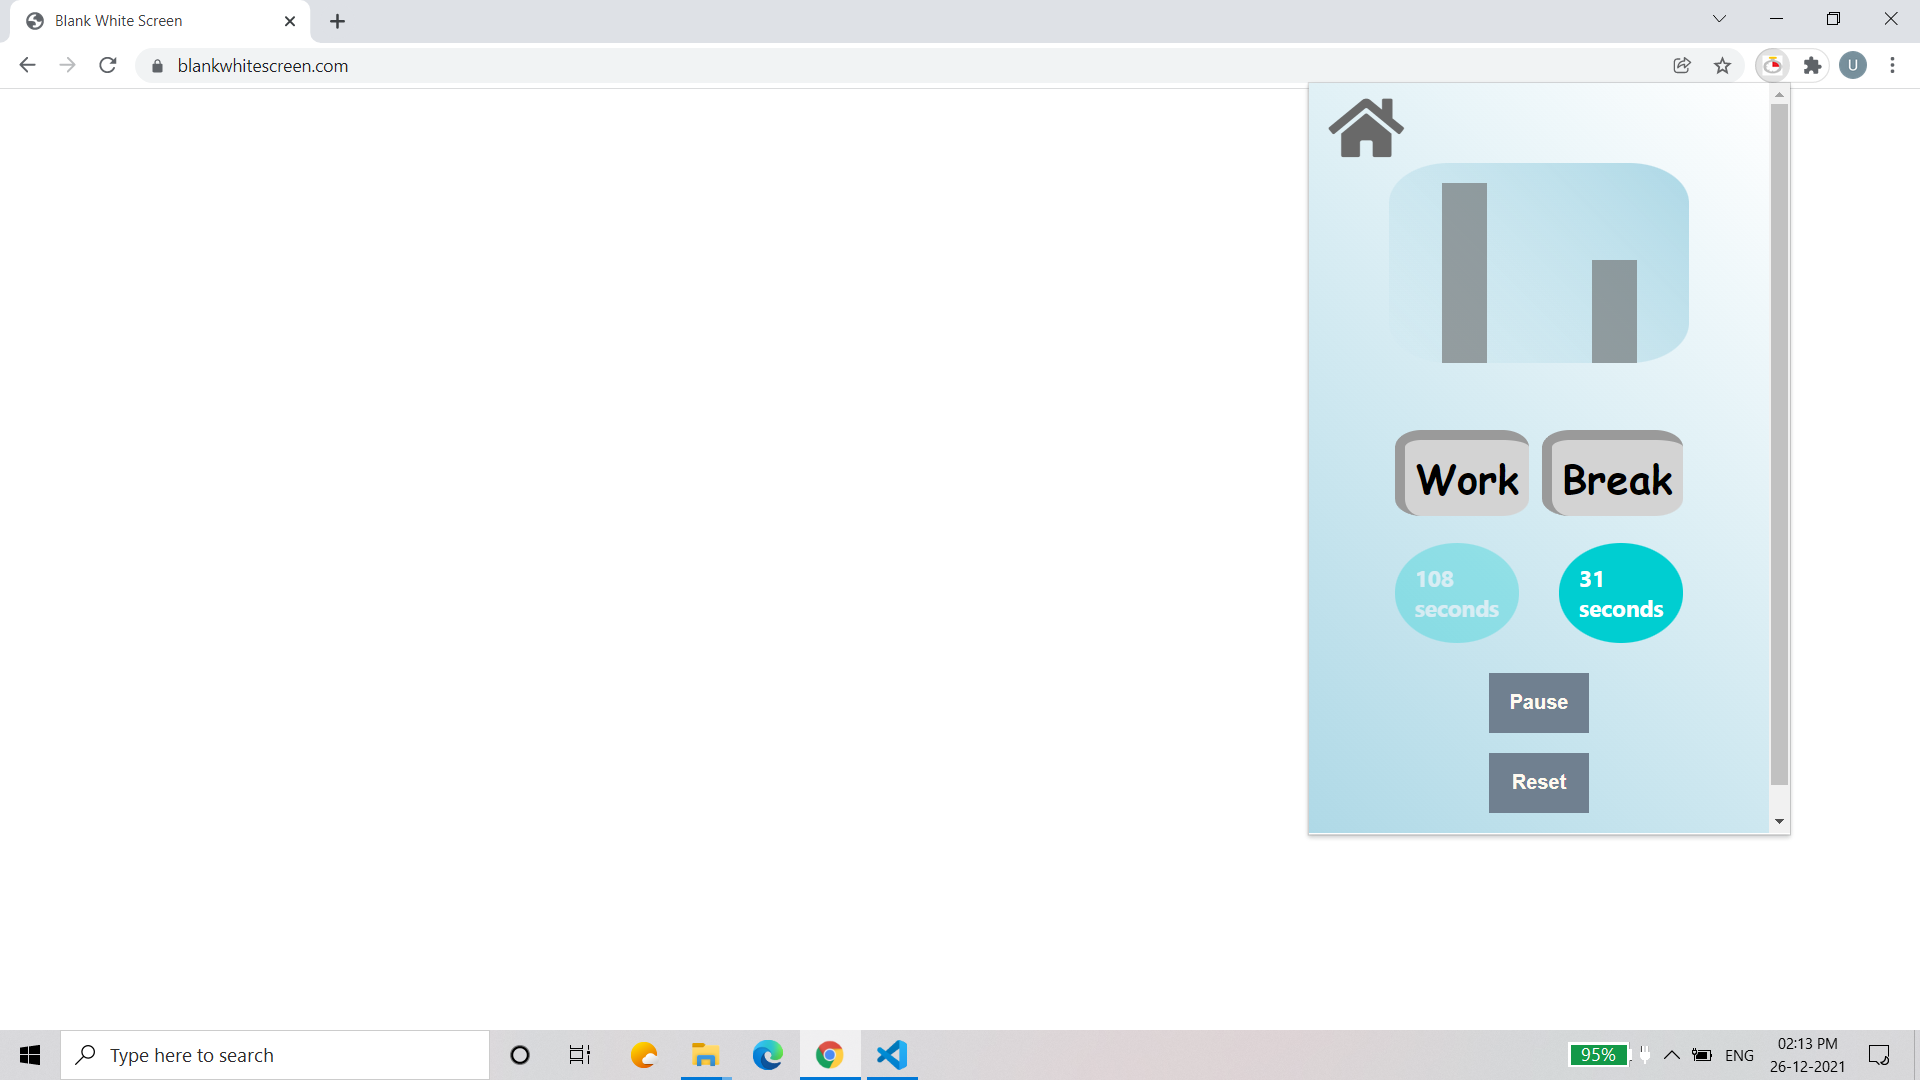 Blank White Screen
blankwhitescreen.com
U
Work Break
108 seconds
31 seconds
Pause
Reset
Type here to search
95%
ENG
02:13 PM
26-12-2021